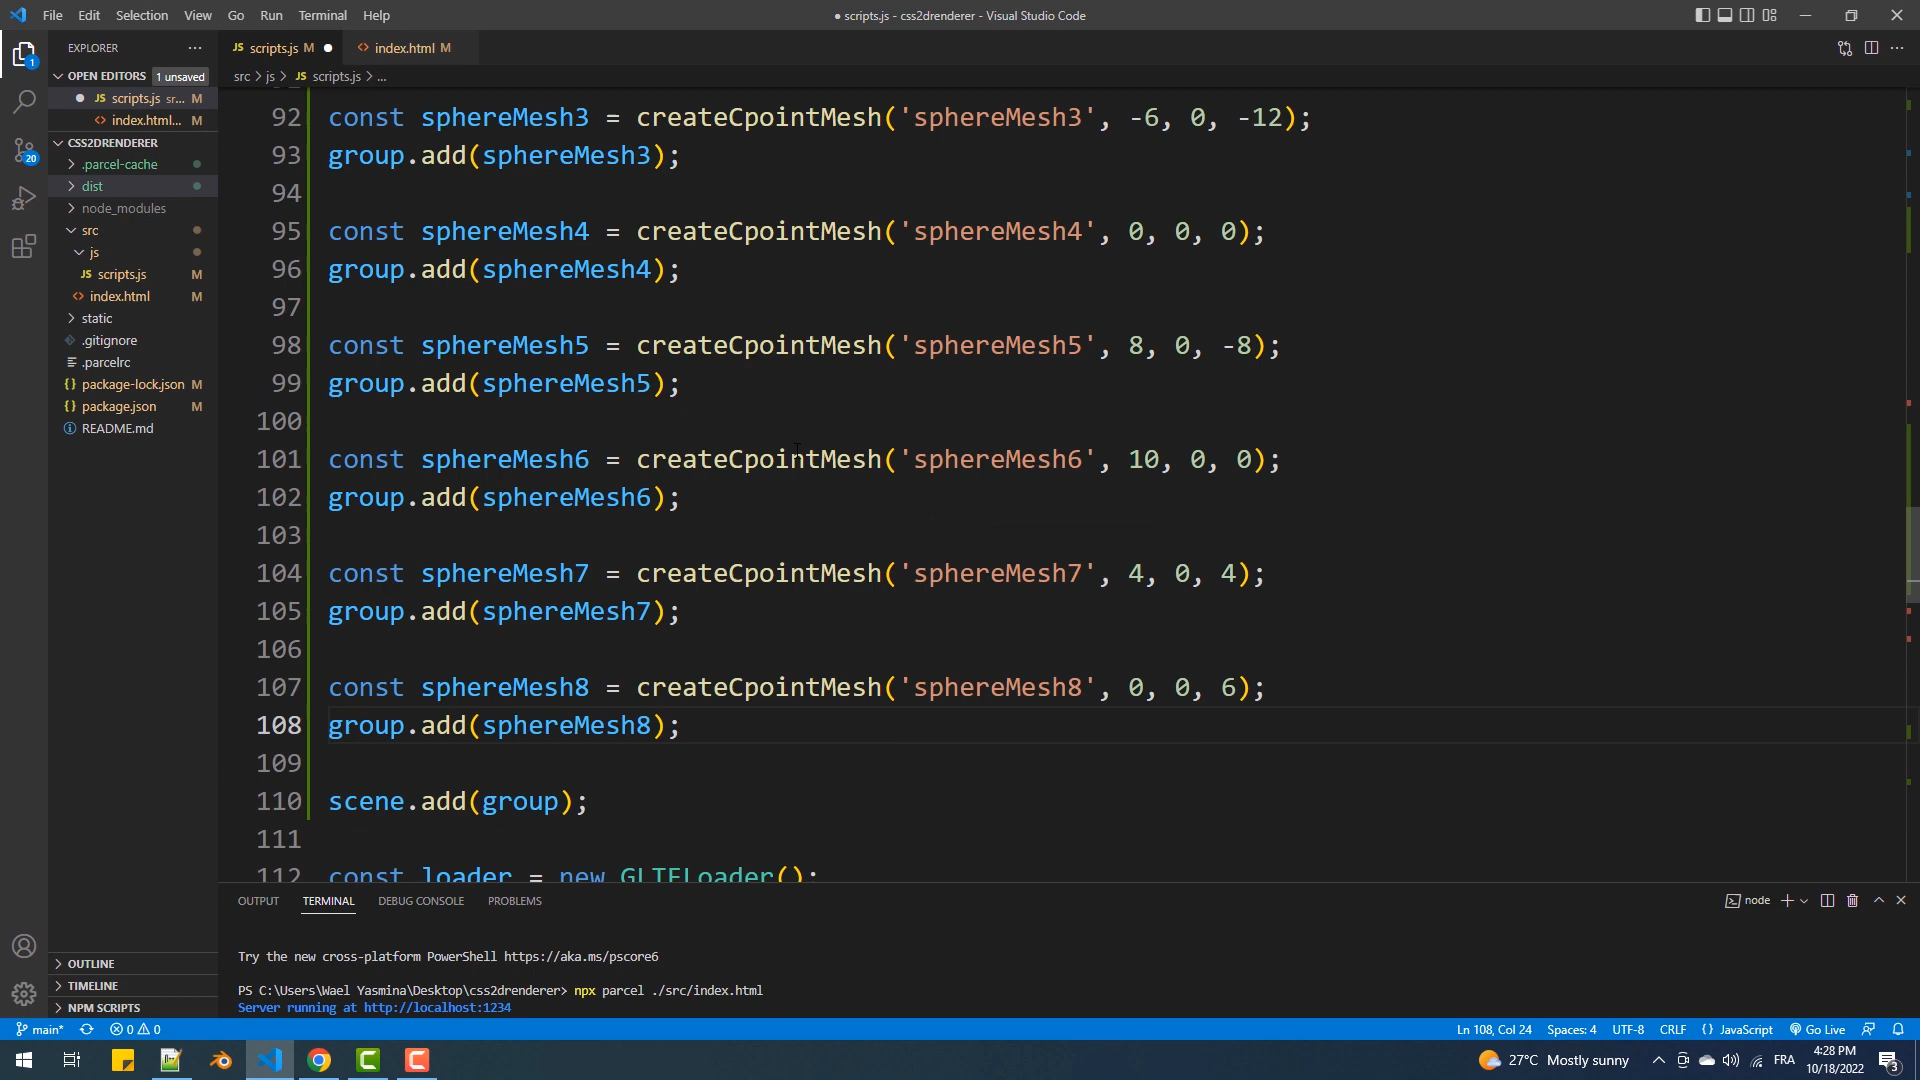 File Edit Selection View Go Run Terminal Help
● scripts.js - css2drenderer - Visual Studio Code
EXPLORER
OPEN EDITORS 1 unsaved
JS scripts.js sr... M
<> index.html... M
CSS2DRENDERER
.parcel-cache
dist
node_modules
src
js
JS scripts.js M
<> index.html M
static
.gitignore
.parcelrc
{} package-lock.json M
{} package.json M
README.md
OUTLINE
TIMELINE
NPM SCRIPTS
1
20
JS scripts.js M ●
<> index.html M
src > js > JS scripts.js > ...
92 const sphereMesh3 = createCpointMesh('sphereMesh3', -6, 0, -12);
93 group.add(sphereMesh3);
94
95 const sphereMesh4 = createCpointMesh('sphereMesh4', 0, 0, 0);
96 group.add(sphereMesh4);
97
98 const sphereMesh5 = createCpointMesh('sphereMesh5', 8, 0, -8);
99 group.add(sphereMesh5);
100
101 const sphereMesh6 = createCpointMesh('sphereMesh6', 10, 0, 0);
102 group.add(sphereMesh6);
103
104 const sphereMesh7 = createCpointMesh('sphereMesh7', 4, 0, 4);
105 group.add(sphereMesh7);
106
107 const sphereMesh8 = createCpointMesh('sphereMesh8', 0, 0, 6);
108 group.add(sphereMesh8);
109
110 scene.add(group);
111
112 const loader = new GLTFLoader();
OUTPUT TERMINAL DEBUG CONSOLE PROBLEMS
node
Try the new cross-platform PowerShell https://aka.ms/pscore6
PS C:\Users\Wael Yasmina\Desktop\css2drenderer> npx parcel ./src/index.html
Server running at http://localhost:1234
main* 0 0
Ln 108, Col 24 Spaces: 4 UTF-8 CRLF {} JavaScript Go Live
27°C Mostly sunny
FRA
4:28 PM
10/18/2022
3